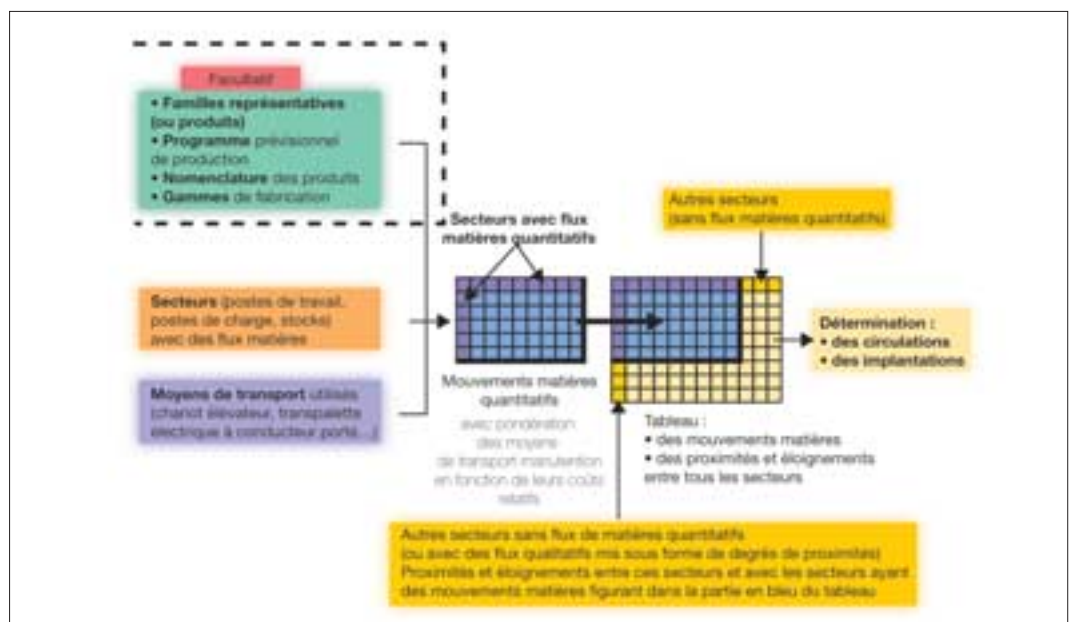 Facultatif
• Familles représentatives
(ou produits)
• Programme prévisionnel
de production
• Nomenclature des produits
• Gammes de fabrication
Secteurs avec flux
matières quantitatifs
Autres secteurs
(sans flux matières quantitatifs)
Secteurs (postes de travail,
postes de charge, stocks)
avec des flux matières
Détermination :
• des circulations
• des implantations
Moyens de transport utilisés
(chariot élévateur, transpalette
électrique à conducteur porté...)
Mouvements matières
quantitatifs
avec pondération
des moyens
de transport manutention
en fonction de leurs coûts
relatifs
Tableau :
• des mouvements matières
• des proximités et éloignements
entre tous les secteurs
Autres secteurs sans flux de matières quantitatifs
(ou avec des flux qualitatifs mis sous forme de degrés de proximités)
Proximités et éloignements entre ces secteurs et avec les secteurs ayant
des mouvements matières figurant dans la partie en bleu du tableau